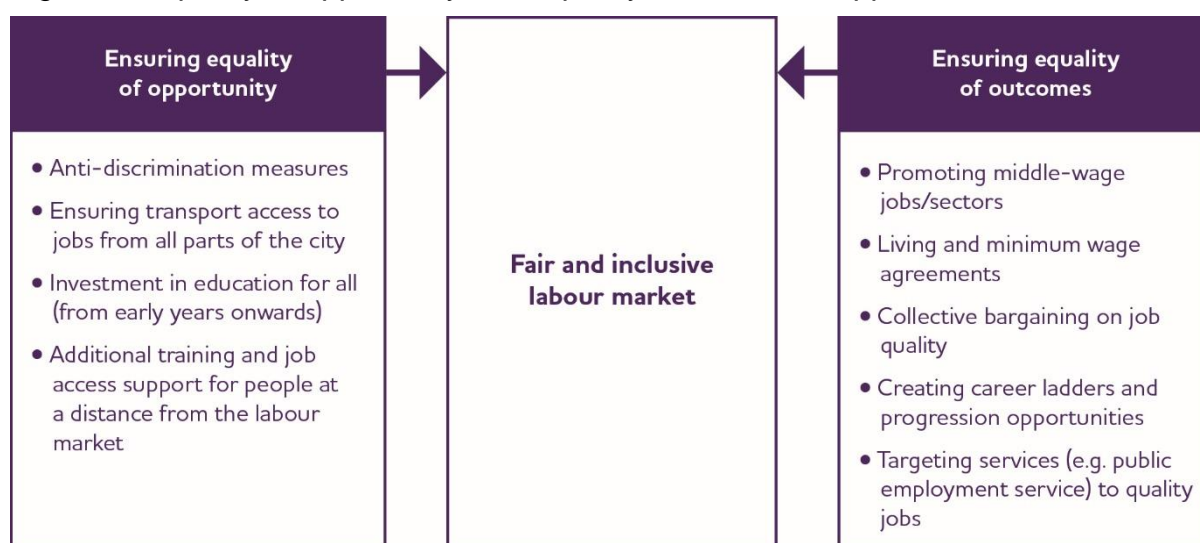 Ensuring equality
of opportunity
• Anti-discrimination measures
• Ensuring transport access to
jobs from all parts of the city
• Investment in education for all
(from early years onwards)
• Additional training and job
access support for people at
a distance from the labour
market
Fair and inclusive
labour market
Ensuring equality
of outcomes
• Promoting middle-wage
jobs/sectors
• Living and minimum wage
agreements
• Collective bargaining on job
quality
• Creating career ladders and
progression opportunities
• Targeting services (e.g. public
employment service) to quality
jobs